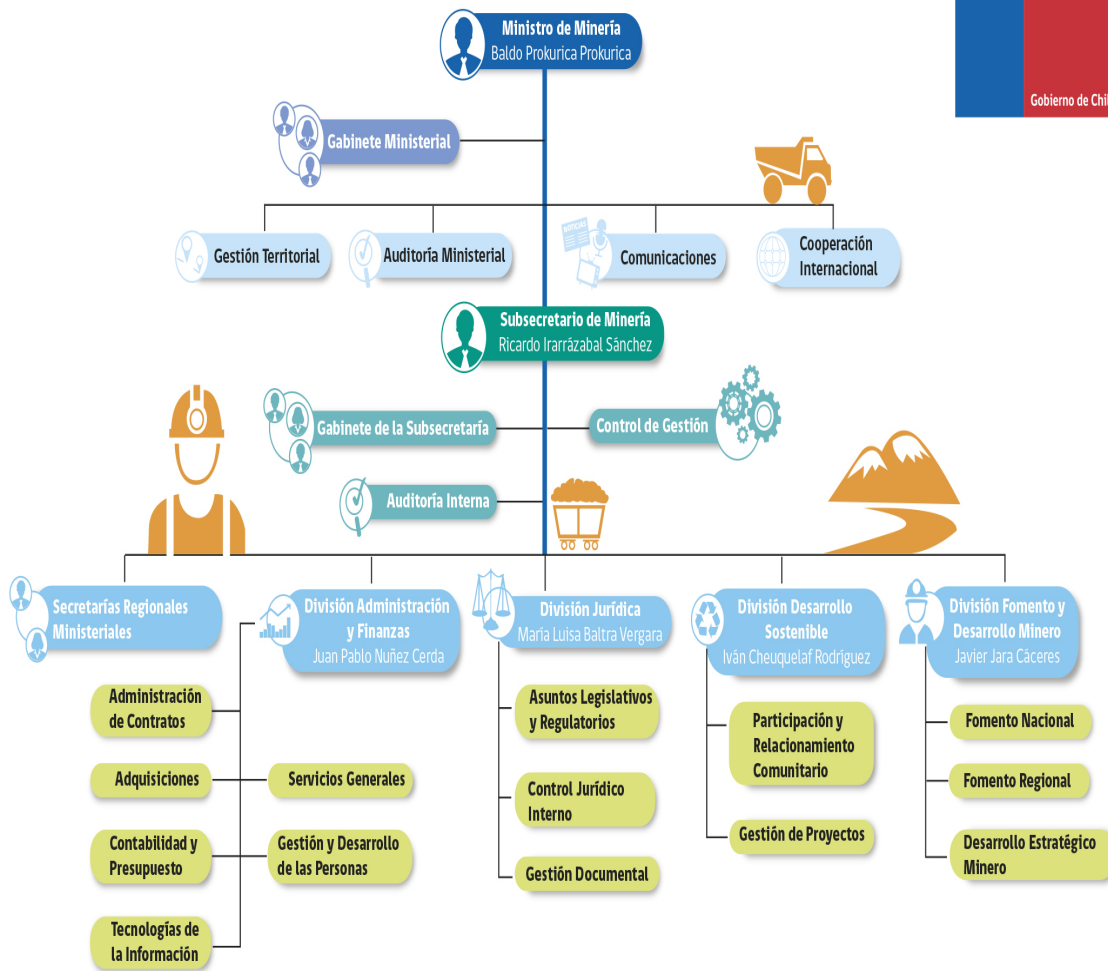 Ministro de Minería
Baldo Prokurica Prokurica
Gobierno de Chil
Gabinete Ministerial
Gestión Territorial
Auditoría Ministerial
NOTICIAS
Comunicaciones
Cooperación
Internacional
Subsecretario de Minería
Ricardo Irarrázabal Sánchez
Gabinete de la Subsecretaría
Control de Gestión
Auditoría Interna
Secretarías Regionales
Ministeriales
División Administración
y Finanzas
Juan Pablo Nuñez Cerda
División Jurídica
María Luisa Baltra Vergara
División Desarrollo
Sostenible
Iván Cheuquelaf Rodríguez
División Fomento y
Desarrollo Minero
Javier Jara Cáceres
Administración
de Contratos
Adquisiciones
Contabilidad y
Presupuesto
Tecnologías de
la Información
Servicios Generales
Gestión y Desarrollo
de las Personas
Asuntos Legislativos
y Regulatorios
Control Jurídico
Interno
Gestión Documental
Participación y
Relacionamiento
Comunitario
Gestión de Proyectos
Fomento Nacional
Fomento Regional
Desarrollo Estratégico
Minero